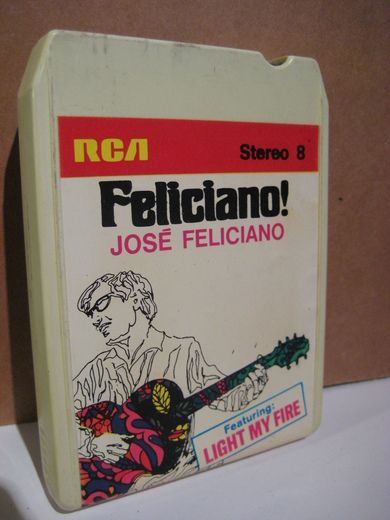 RCA Stereo 8
Feliciano!
JOSÉ FELICIANO
Featuring:
LIGHT MY FIRE